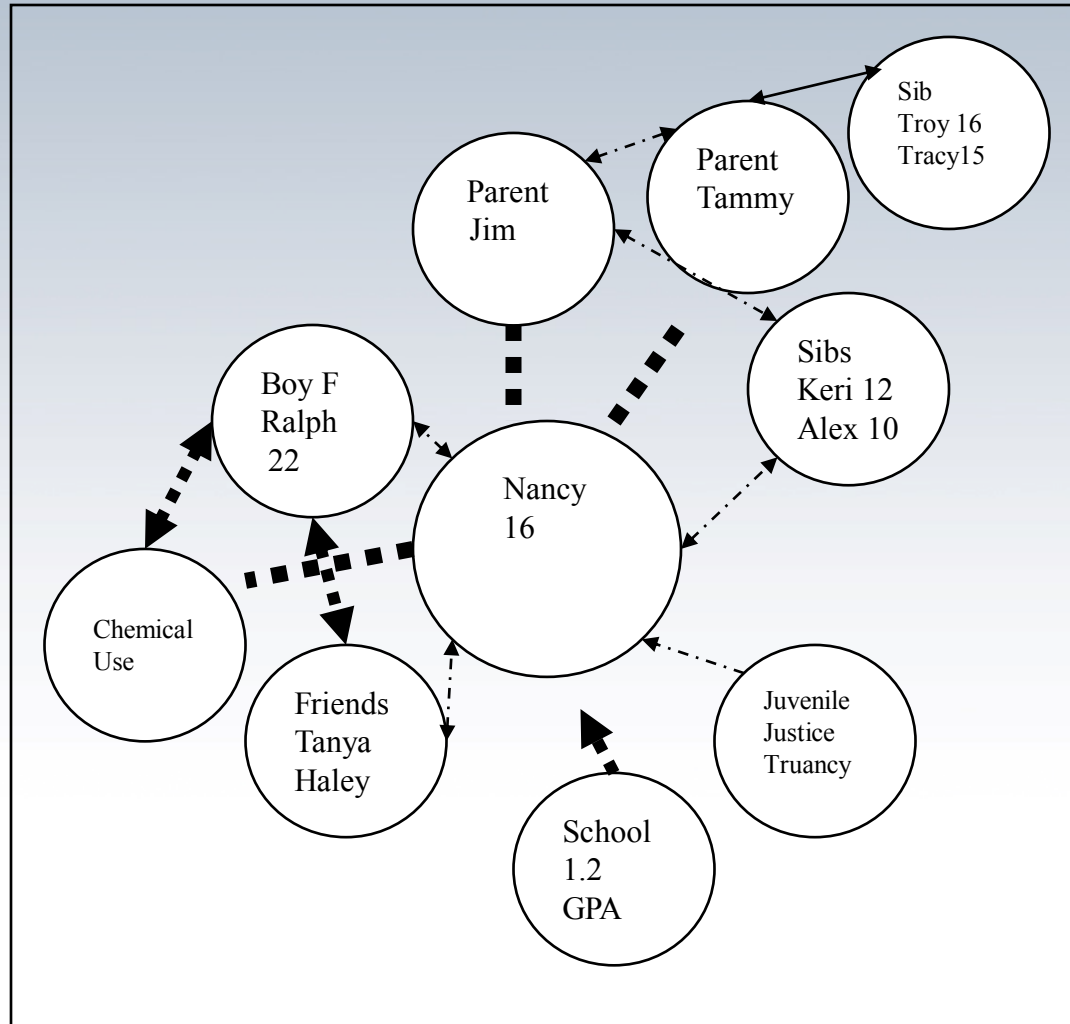 Sib
Troy 16
Tracy15
Parent
Tammy
Parent
Jim
Sibs
Keri 12
Alex 10
Boy F
Ralph
22
Nancy
16
Chemical
Use
Friends
Tanya
Haley
Juvenile
Justice
Truancy
School
1.2
GPA